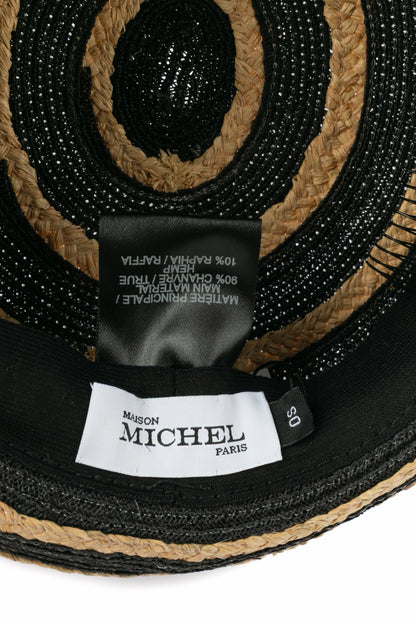 MATIÈRE PRINCIPALE /
MAIN MATERIAL
90% CHANVRE / TRUE
HEMP
10% RAPHIA / RAFFIA
MAISON
MICHEL
PARIS
OS